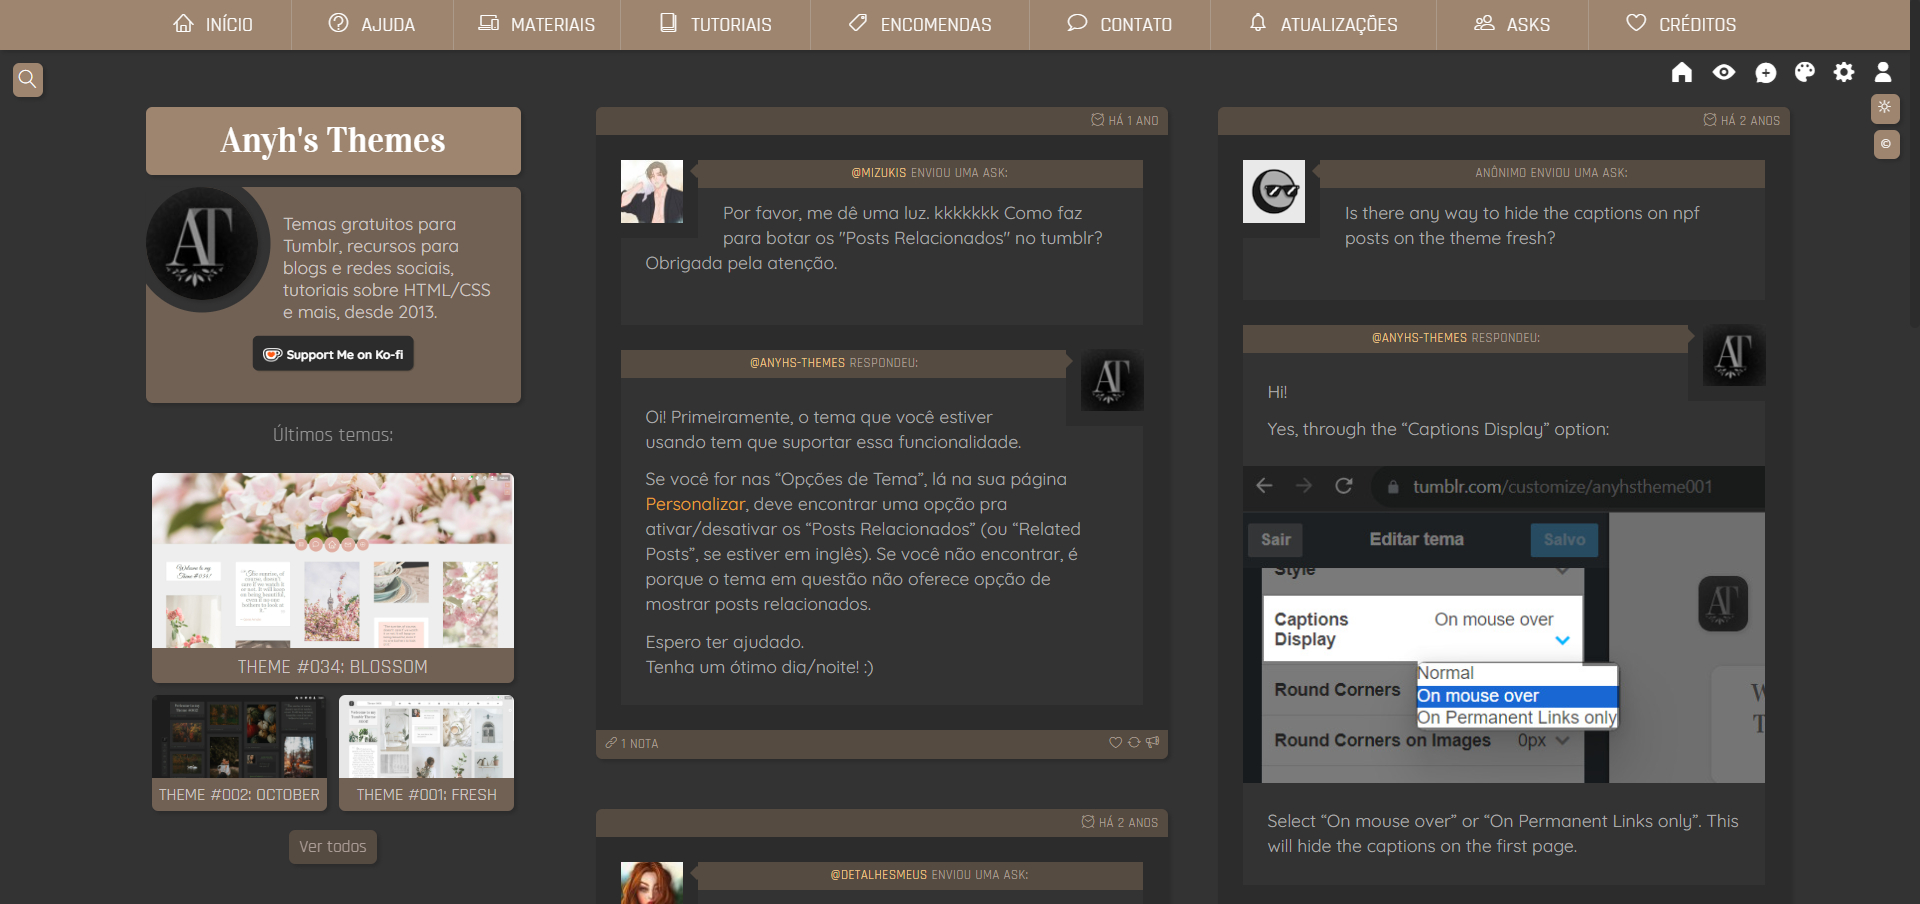 INÍCIO
AJUDA
MATERIAIS
TUTORIAIS
ENCOMENDAS
CONTATO
ATUALIZAÇÕES
ASKS
CRÉDITOS
Anyh's Themes
AT
Temas gratuitos para
Tumblr, recursos para
blogs e redes sociais,
tutoriais sobre HTML/CSS
e mais, desde 2013.
Support Me on Ko-fi
Últimos temas:
THEME #034: BLOSSOM
THEME #002: OCTOBER
THEME #001: FRESH
Ver todos
HÁ 1 ANO
@MIZUKIS ENVIOU UMA ASK:
Por favor, me dê uma luz. kkkkkkk Como faz
para botar os "Posts Relacionados" no tumblr?
Obrigada pela atenção.
@ANYHS-THEMES RESPONDEU:
AT
Oi! Primeiramente, o tema que você estiver
usando tem que suportar essa funcionalidade.
Se você for nas “Opções de Tema”, lá na sua página
Personalizar, deve encontrar uma opção pra
ativar/desativar os “Posts Relacionados” (ou “Related
Posts”, se estiver em inglês). Se você não encontrar, é
porque o tema em questão não oferece opção de
mostrar posts relacionados.
Espero ter ajudado.
Tenha um ótimo dia/noite! :)
1 NOTA
HÁ 2 ANOS
@DETALHESMEUS ENVIOU UMA ASK:
HÁ 2 ANOS
ANÔNIMO ENVIOU UMA ASK:
Is there any way to hide the captions on npf
posts on the theme fresh?
@ANYHS-THEMES RESPONDEU:
AT
Hi!
Yes, through the “Captions Display” option:
tumblr.com/customize/anyhstheme001
Sair
Editar tema
Salvo
Style
Captions
Display
On mouse over
Normal
On mouse over
On Permanent Links only
Round Corners
Round Corners on Images
0px
AT
W
T
Select “On mouse over” or “On Permanent Links only”. This
will hide the captions on the first page.
©